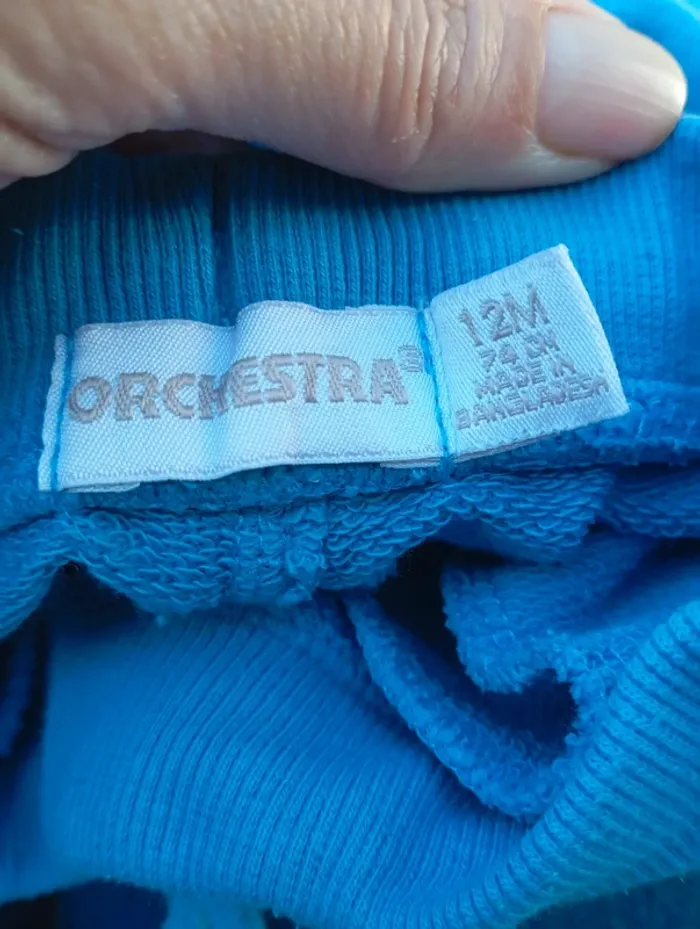 ORCHESTRA®
12M
74 CM
MADE IN
BANGLADESH